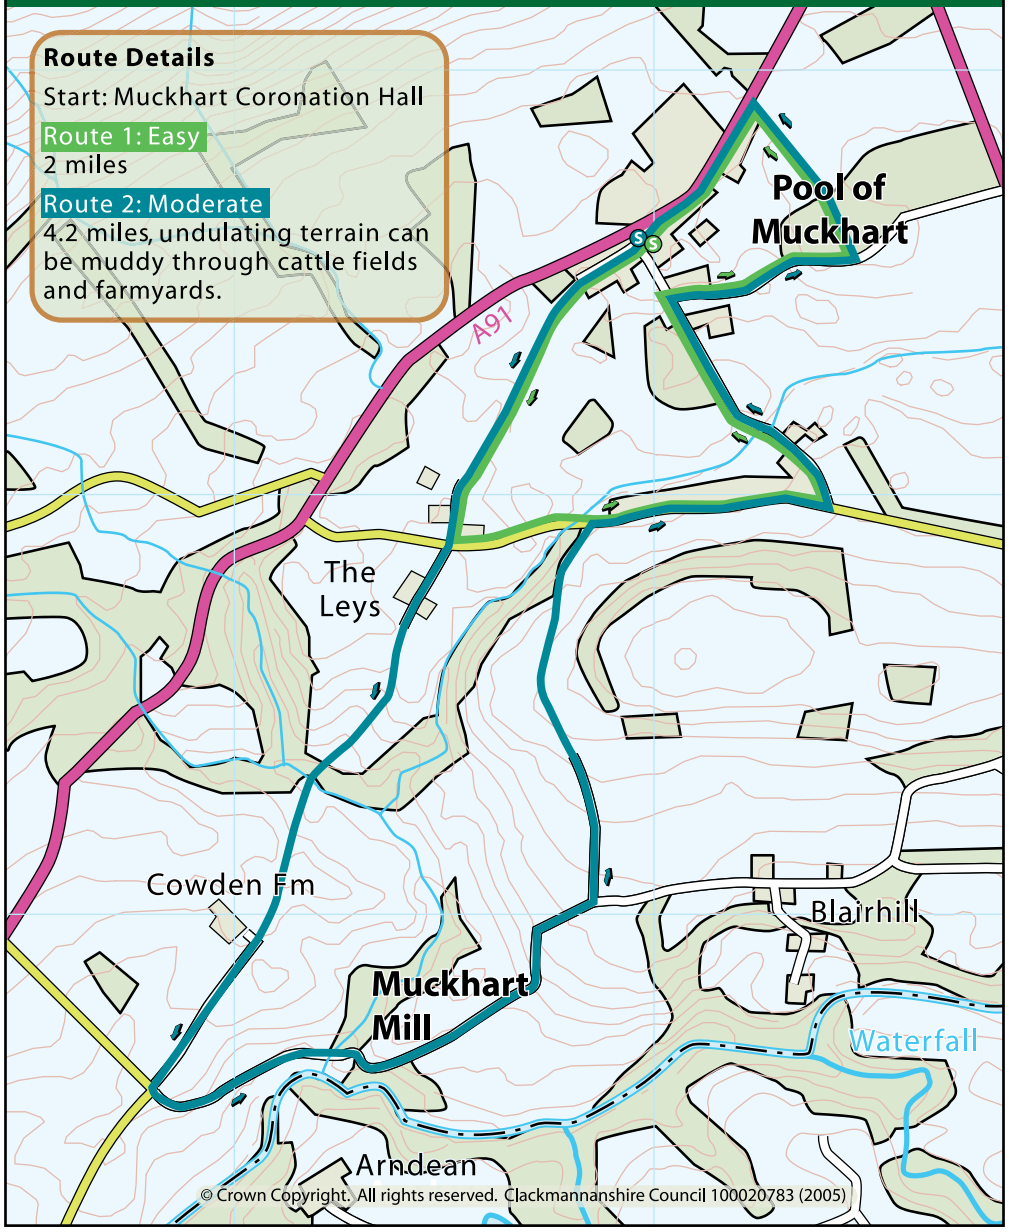 Route Details
Start: Muckhart Coronation Hall
Route 1: Easy
2 miles
Route 2: Moderate
4.2 miles, undulating terrain can
be muddy through cattle fields
and farmyards.
Pool of
Muckhart
S
S
A91
The
Leys
Cowden Fm
Blairhill
Muckhart
Mill
Waterfall
Arndean
© Crown Copyright. All rights reserved. Clackmannanshire Council 100020783 (2005)